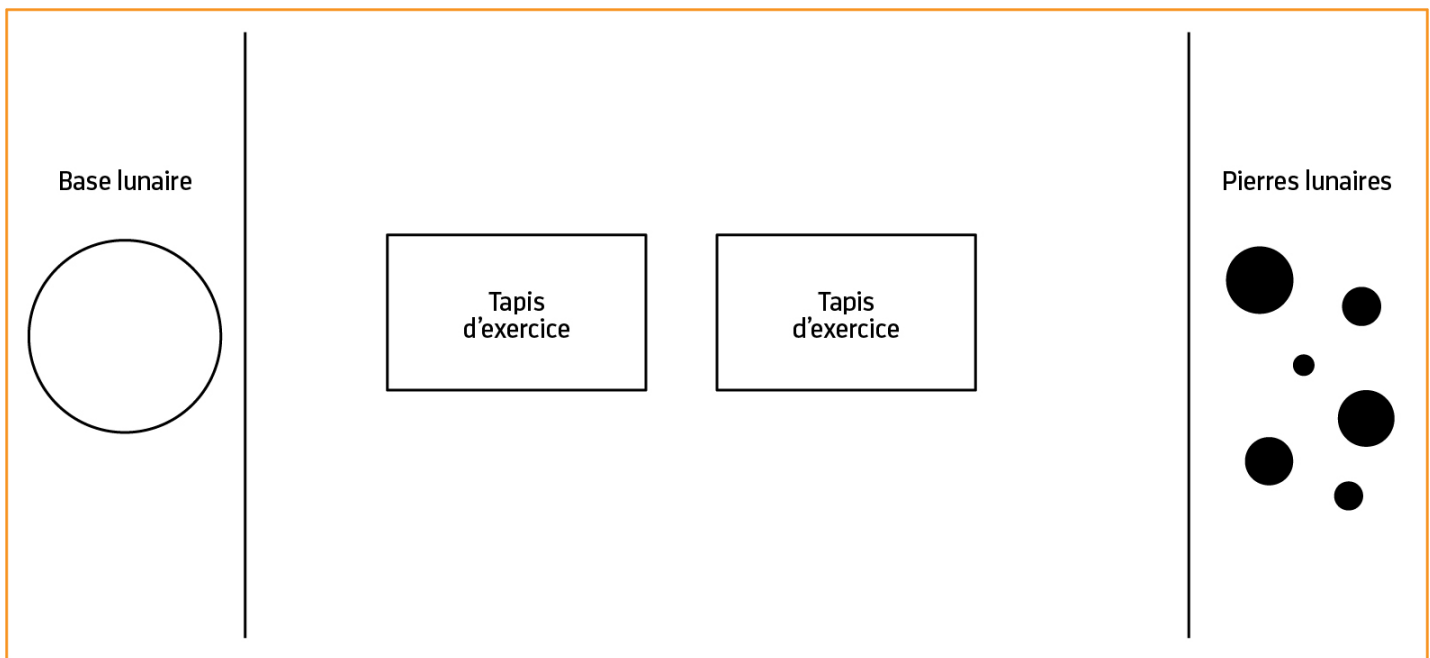 Base lunaire
Pierres lunaires
Tapis
d’exercice
Tapis
d’exercice